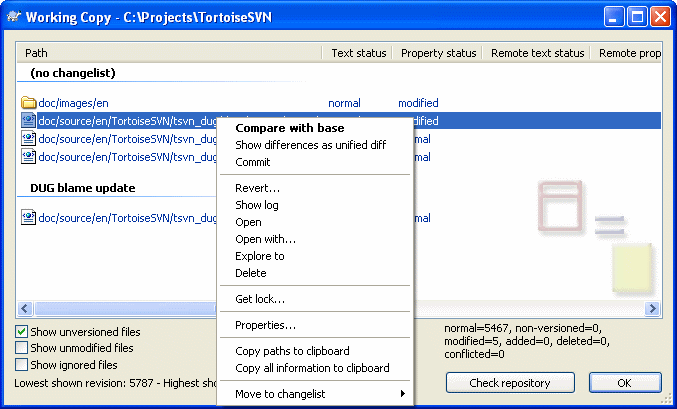 Working Copy - C:\Projects\TortoiseSVN
Path Text status Property status Remote text status Remote prop
(no changelist)
doc/images/en normal modified
doc/source/en/TortoiseSVN/tsvn_dug modified
doc/source/en/TortoiseSVN/tsvn_dug
doc/source/en/TortoiseSVN/tsvn_dug
DUG blame update
doc/source/en/TortoiseSVN/tsvn_dug
Compare with base
Show differences as unified diff
Commit
Revert...
Show log
Open
Open with...
Explore to
Delete
Get lock...
Properties...
Copy paths to clipboard
Copy all information to clipboard
Move to changelist
Show unversioned files
Show unmodified files
Show ignored files
Lowest shown revision: 5787 - Highest sho
normal=5467, non-versioned=0,
modified=5, added=0, deleted=0,
conflicted=0
Check repository
OK